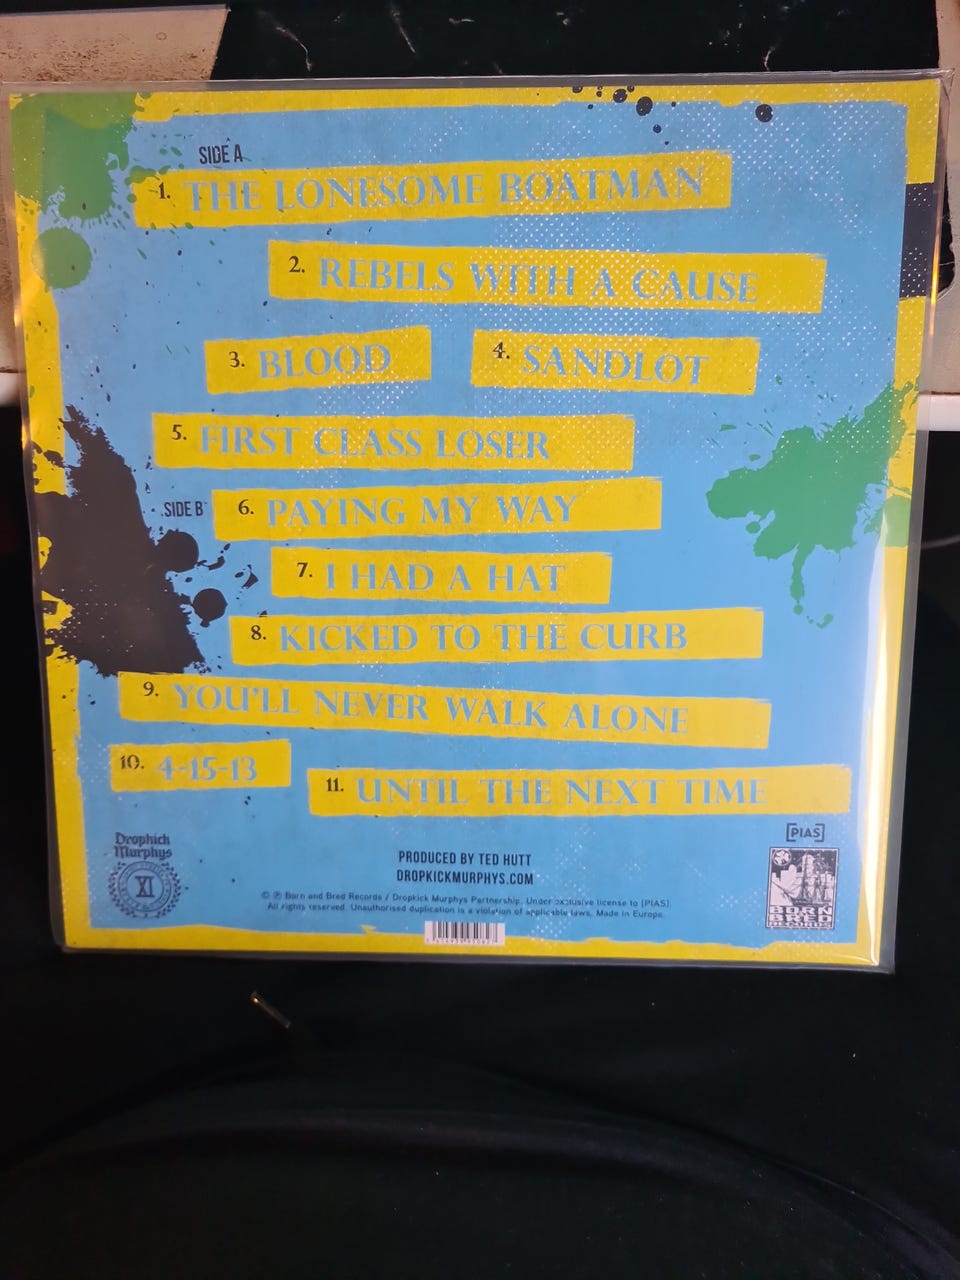 SIDE A
1. THE LONESOME BOATMAN
2. REBELS WITH A CAUSE
3. BLOOD
4. SANDLOT
5. FIRST CLASS LOSER
SIDE B
6. PAYING MY WAY
7. I HAD A HAT
8. KICKED TO THE CURB
9. YOU'LL NEVER WALK ALONE
10. 4-15-13
11. UNTIL THE NEXT TIME
Dropkick
Murphys
XI
PRODUCED BY TED HUTT
DROPKICKMURPHYS.COM
© ℗ Born and Bred Records / Dropkick Murphys Partnership. Under exclusive license to [PIAS]
All rights reserved. Unauthorised duplication is a violation of applicable laws. Made in Europe.
[PIAS]
BORN
BRED
RECORDS